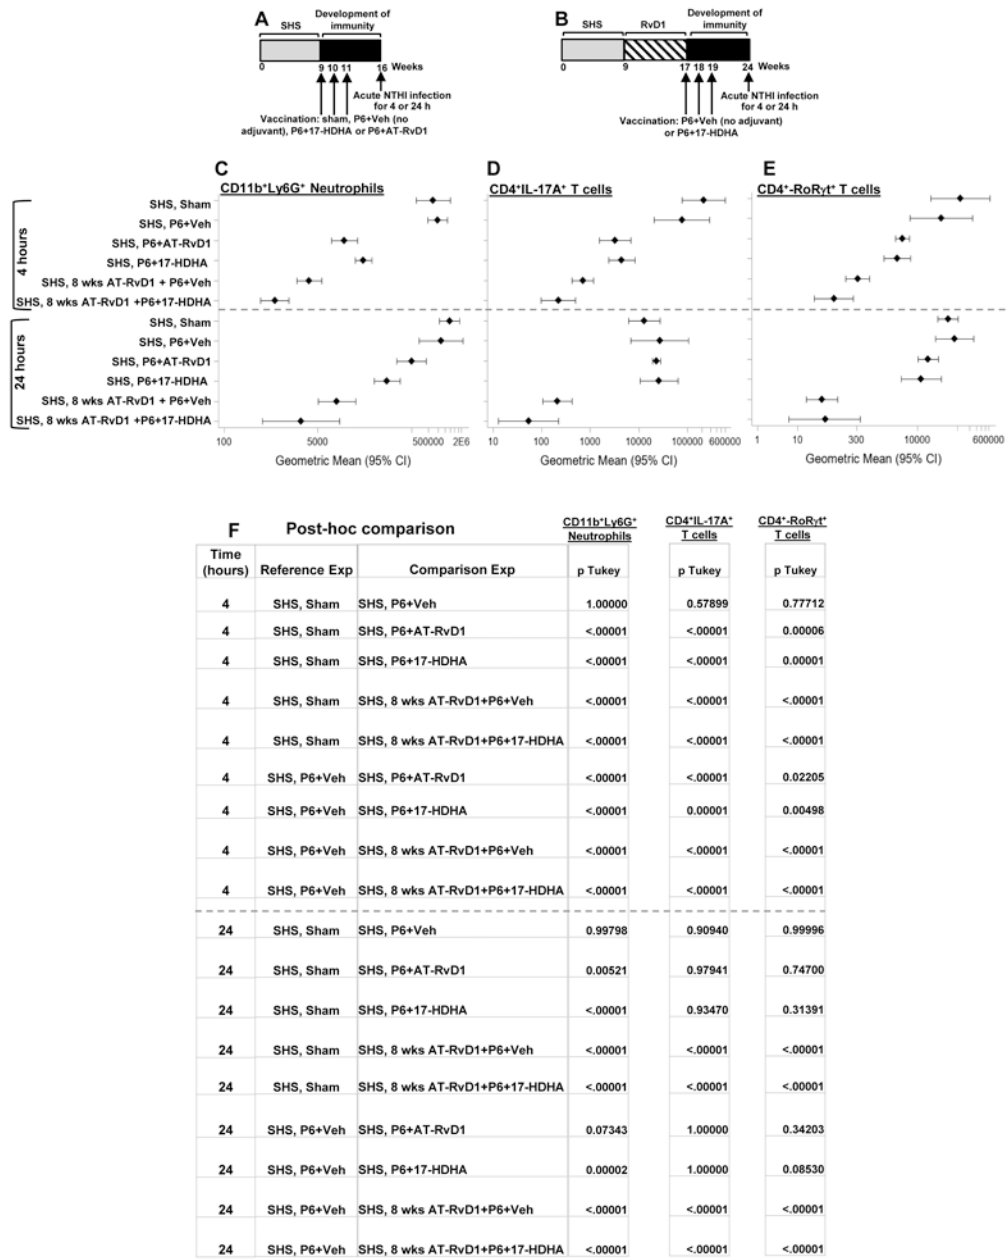 A
SHS
Development of
immunity
0
9 10 11
16 Weeks
Acute NTHI infection
for 4 or 24 h
Vaccination: sham, P6+Veh (no
adjuvant), P6+17-HDHA or P6+AT-RvD1
B
SHS
RvD1
Development of
immunity
0
9
17 18 19
24 Weeks
Acute NTHI infection
for 4 or 24 h
Vaccination: P6+Veh (no adjuvant)
or P6+17-HDHA
C
CD11b+Ly6G+ Neutrophils
D
CD4+IL-17A+ T cells
E
CD4+-RoRγt+ T cells
4 hours
SHS, Sham
SHS, P6+Veh
SHS, P6+AT-RvD1
SHS, P6+17-HDHA
SHS, 8 wks AT-RvD1 + P6+Veh
SHS, 8 wks AT-RvD1 +P6+17-HDHA
24 hours
SHS, Sham
SHS, P6+Veh
SHS, P6+AT-RvD1
SHS, P6+17-HDHA
SHS, 8 wks AT-RvD1 + P6+Veh
SHS, 8 wks AT-RvD1 +P6+17-HDHA
100 5000 500000 2E6
Geometric Mean (95% CI)
10 100 1000 10000 100000 600000
Geometric Mean (95% CI)
1 10 300 10000 600000
Geometric Mean (95% CI)
F Post-hoc comparison
CD11b+Ly6G+
Neutrophils
CD4+IL-17A+
T cells
CD4+-RoRγt+
T cells
Time
(hours) Reference Exp Comparison Exp p Tukey p Tukey p Tukey
4 SHS, Sham SHS, P6+Veh 1.00000 0.57899 0.77712
4 SHS, Sham SHS, P6+AT-RvD1 <.00001 <.00001 0.00006
4 SHS, Sham SHS, P6+17-HDHA <.00001 <.00001 0.00001
4 SHS, Sham SHS, 8 wks AT-RvD1+P6+Veh <.00001 <.00001 <.00001
4 SHS, Sham SHS, 8 wks AT-RvD1+P6+17-HDHA <.00001 <.00001 <.00001
4 SHS, P6+Veh SHS, P6+AT-RvD1 <.00001 <.00001 0.02205
4 SHS, P6+Veh SHS, P6+17-HDHA <.00001 0.00001 0.00498
4 SHS, P6+Veh SHS, 8 wks AT-RvD1+P6+Veh <.00001 <.00001 <.00001
4 SHS, P6+Veh SHS, 8 wks AT-RvD1+P6+17-HDHA <.00001 <.00001 <.00001
24 SHS, Sham SHS, P6+Veh 0.99798 0.90940 0.99996
24 SHS, Sham SHS, P6+AT-RvD1 0.00521 0.97941 0.74700
24 SHS, Sham SHS, P6+17-HDHA <.00001 0.93470 0.31391
24 SHS, Sham SHS, 8 wks AT-RvD1+P6+Veh <.00001 <.00001 <.00001
24 SHS, Sham SHS, 8 wks AT-RvD1+P6+17-HDHA <.00001 <.00001 <.00001
24 SHS, P6+Veh SHS, P6+AT-RvD1 0.07343 1.00000 0.34203
24 SHS, P6+Veh SHS, P6+17-HDHA 0.00002 1.00000 0.08530
24 SHS, P6+Veh SHS, 8 wks AT-RvD1+P6+Veh <.00001 <.00001 <.00001
24 SHS, P6+Veh SHS, 8 wks AT-RvD1+P6+17-HDHA <.00001 <.00001 <.00001